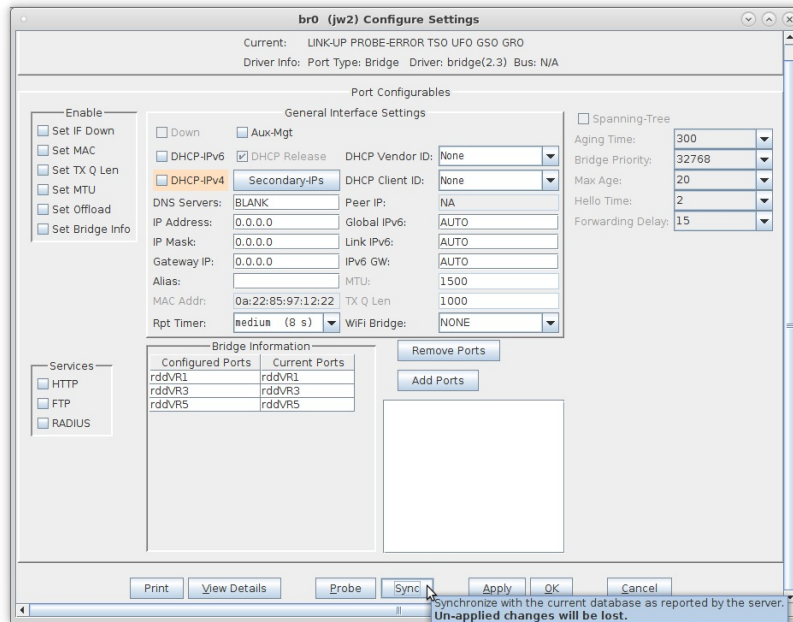 br0 (jw2) Configure Settings
Current: LINK-UP PROBE-ERROR TSO UFO GSO GRO
Driver Info: Port Type: Bridge Driver: bridge(2.3) Bus: N/A
Port Configurables
Enable
Set IF Down
Set MAC
Set TX Q Len
Set MTU
Set Offload
Set Bridge Info
General Interface Settings
Down Aux-Mgt
DHCP-IPv6 DHCP Release DHCP Vendor ID: None
DHCP-IPv4 Secondary-IPs DHCP Client ID: None
DNS Servers: BLANK Peer IP: NA
IP Address: 0.0.0.0 Global IPv6: AUTO
IP Mask: 0.0.0.0 Link IPv6: AUTO
Gateway IP: 0.0.0.0 IPv6 GW: AUTO
Alias: MTU: 1500
MAC Addr: 0a:22:85:97:12:22 TX Q Len 1000
Rpt Timer: medium (8 s) WiFi Bridge: NONE
Spanning-Tree
Aging Time: 300
Bridge Priority: 32768
Max Age: 20
Hello Time: 2
Forwarding Delay: 15
Services
HTTP
FTP
RADIUS
Bridge Information
Configured Ports Current Ports
rddVR1 rddVR1
rddVR3 rddVR3
rddVR5 rddVR5
Remove Ports
Add Ports
Print View Details Probe Sync Apply OK Cancel
Synchronize with the current database as reported by the server.
Un-applied changes will be lost.